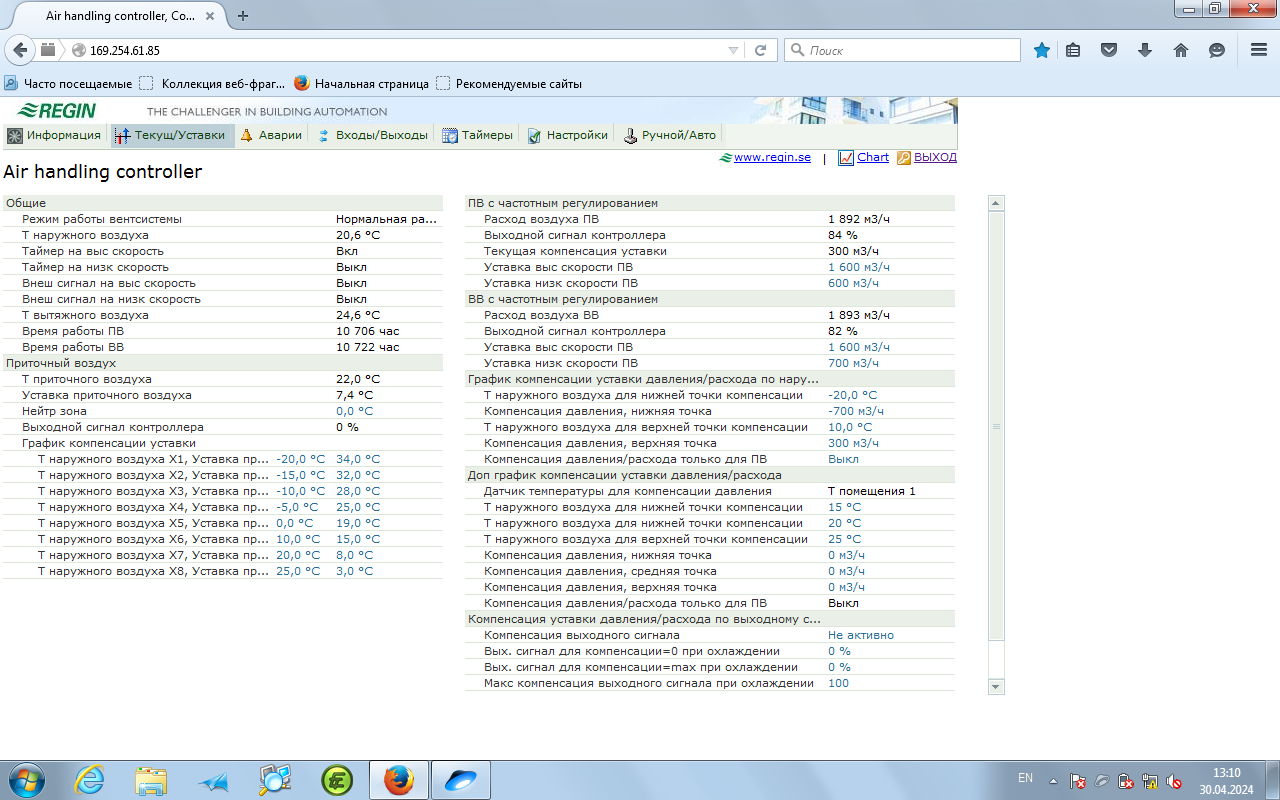 Air handling controller, Co...
169.254.61.85
Поиск
Часто посещаемые
Коллекция веб-фраг...
Начальная страница
Рекомендуемые сайты
REGIN
THE CHALLENGER IN BUILDING AUTOMATION
Информация
Текущ/Уставки
Аварии
Входы/Выходы
Таймеры
Настройки
Ручной/Авто
www.regin.se | Chart ВЫХОД
Air handling controller
Общие
Режим работы вентсистемы Нормальная ра...
Т наружного воздуха 20,6 °C
Таймер на выс скорость Вкл
Таймер на низк скорость Выкл
Внеш сигнал на выс скорость Выкл
Внеш сигнал на низк скорость Выкл
Т вытяжного воздуха 24,6 °C
Время работы ПВ 10 706 час
Время работы ВВ 10 722 час
Приточный воздух
Т приточного воздуха 22,0 °C
Уставка приточного воздуха 7,4 °C
Нейтр зона 0,0 °C
Выходной сигнал контроллера 0 %
График компенсации уставки
Т наружного воздуха X1, Уставка пр... -20,0 °C 34,0 °C
Т наружного воздуха X2, Уставка пр... -15,0 °C 32,0 °C
Т наружного воздуха X3, Уставка пр... -10,0 °C 28,0 °C
Т наружного воздуха X4, Уставка пр... -5,0 °C 25,0 °C
Т наружного воздуха X5, Уставка пр... 0,0 °C 19,0 °C
Т наружного воздуха X6, Уставка пр... 10,0 °C 15,0 °C
Т наружного воздуха X7, Уставка пр... 20,0 °C 8,0 °C
Т наружного воздуха X8, Уставка пр... 25,0 °C 3,0 °C
ПВ с частотным регулированием
Расход воздуха ПВ 1 892 м3/ч
Выходной сигнал контроллера 84 %
Текущая компенсация уставки 300 м3/ч
Уставка выс скорости ПВ 1 600 м3/ч
Уставка низк скорости ПВ 600 м3/ч
ВВ с частотным регулированием
Расход воздуха ВВ 1 893 м3/ч
Выходной сигнал контроллера 82 %
Уставка выс скорости ПВ 1 600 м3/ч
Уставка низк скорости ПВ 700 м3/ч
График компенсации уставки давления/расхода по нару...
Т наружного воздуха для нижней точки компенсации -20,0 °C
Компенсация давления, нижняя точка -700 м3/ч
Т наружного воздуха для верхней точки компенсации 10,0 °C
Компенсация давления, верхняя точка 300 м3/ч
Компенсация давления/расхода только для ПВ Выкл
Доп график компенсации уставки давления/расхода
Датчик температуры для компенсации давления Т помещения 1
Т наружного воздуха для нижней точки компенсации 15 °C
Т наружного воздуха для нижней точки компенсации 20 °C
Т наружного воздуха для верхней точки компенсации 25 °C
Компенсация давления, нижняя точка 0 м3/ч
Компенсация давления, средняя точка 0 м3/ч
Компенсация давления, верхняя точка 0 м3/ч
Компенсация давления/расхода только для ПВ Выкл
Компенсация уставки давления/расхода по выходному с...
Компенсация выходного сигнала Не активно
Вых. сигнал для компенсации=0 при охлаждении 0 %
Вых. сигнал для компенсации=max при охлаждении 0 %
Макс компенсация выходного сигнала при охлаждении 100
EN
13:10
30.04.2024